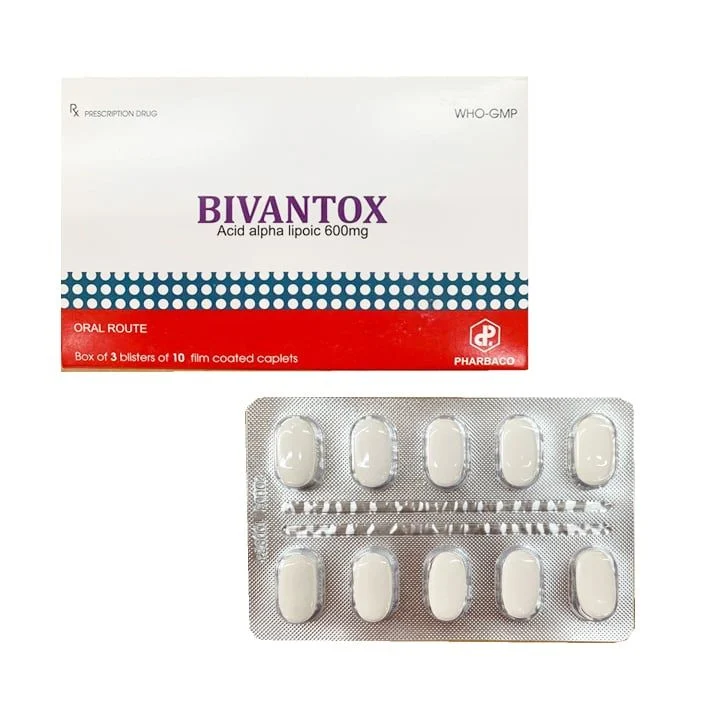 Rx PRESCRIPTION DRUG
WHO-GMP
BIVANTOX
Acid alpha lipoic 600mg
ORAL ROUTE
Box of 3 blisters of 10 film coated caplets
PHARBACO